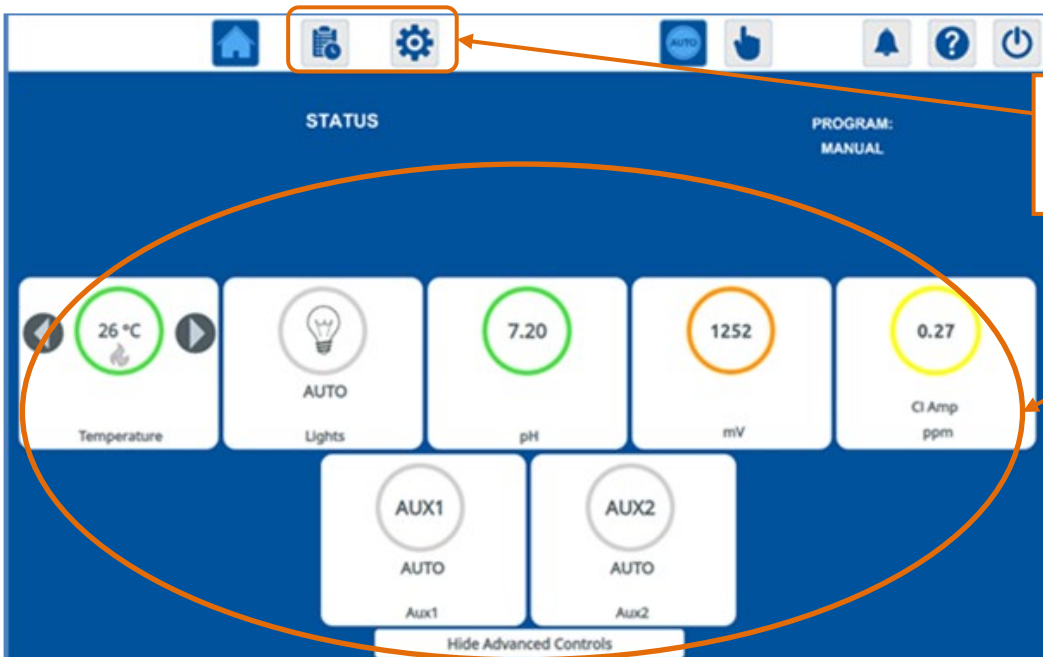 AUTO
?
STATUS
PROGRAM:
MANUAL
26 °C
Temperature
AUTO
Lights
7.20
pH
1252
mV
0.27
Cl Amp
ppm
AUX1
AUTO
Aux1
AUX2
AUTO
Aux2
Hide Advanced Controls